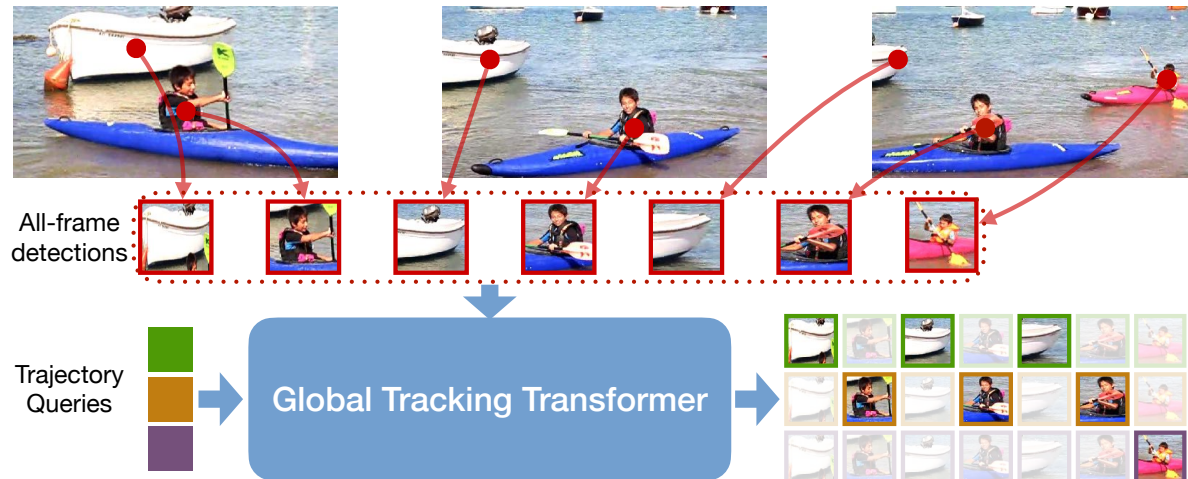 All-frame
detections
Trajectory
Queries
Global Tracking Transformer